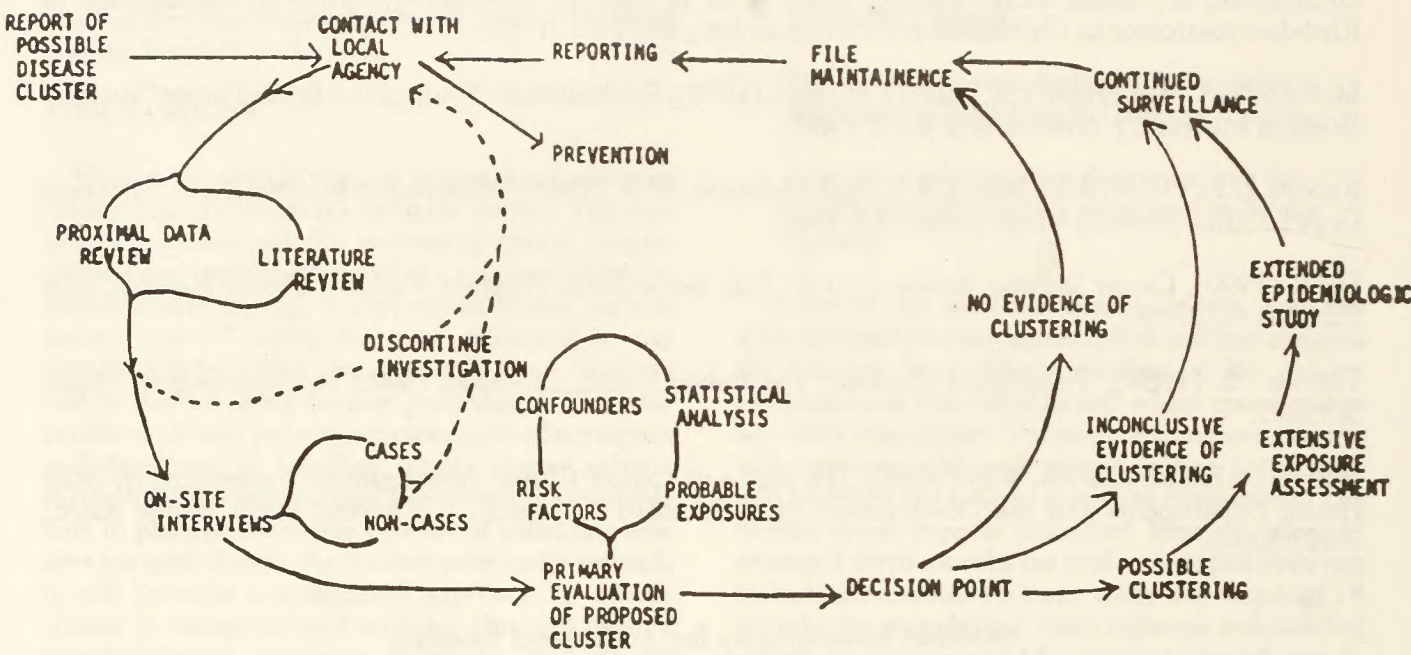 REPORT OF
POSSIBLE
DISEASE
CLUSTER
CONTACT WITH
LOCAL
AGENCY
REPORTING
FILE
MAINTAINENCE
CONTINUED
SURVEILLANCE
PREVENTION
PROXIMAL DATA
REVIEW
LITERATURE
REVIEW
DISCONTINUE
INVESTIGATION
NO EVIDENCE OF
CLUSTERING
EXTENDED
EPIDEMIOLOGIC
STUDY
CONFOUNDERS
STATISTICAL
ANALYSIS
CASES
NON-CASES
ON-SITE
INTERVIEWS
RISK
FACTORS
PROBABLE
EXPOSURES
INCONCLUSIVE
EVIDENCE OF
CLUSTERING
EXTENSIVE
EXPOSURE
ASSESSMENT
PRIMARY
EVALUATION
OF PROPOSED
CLUSTER
DECISION POINT
POSSIBLE
CLUSTERING